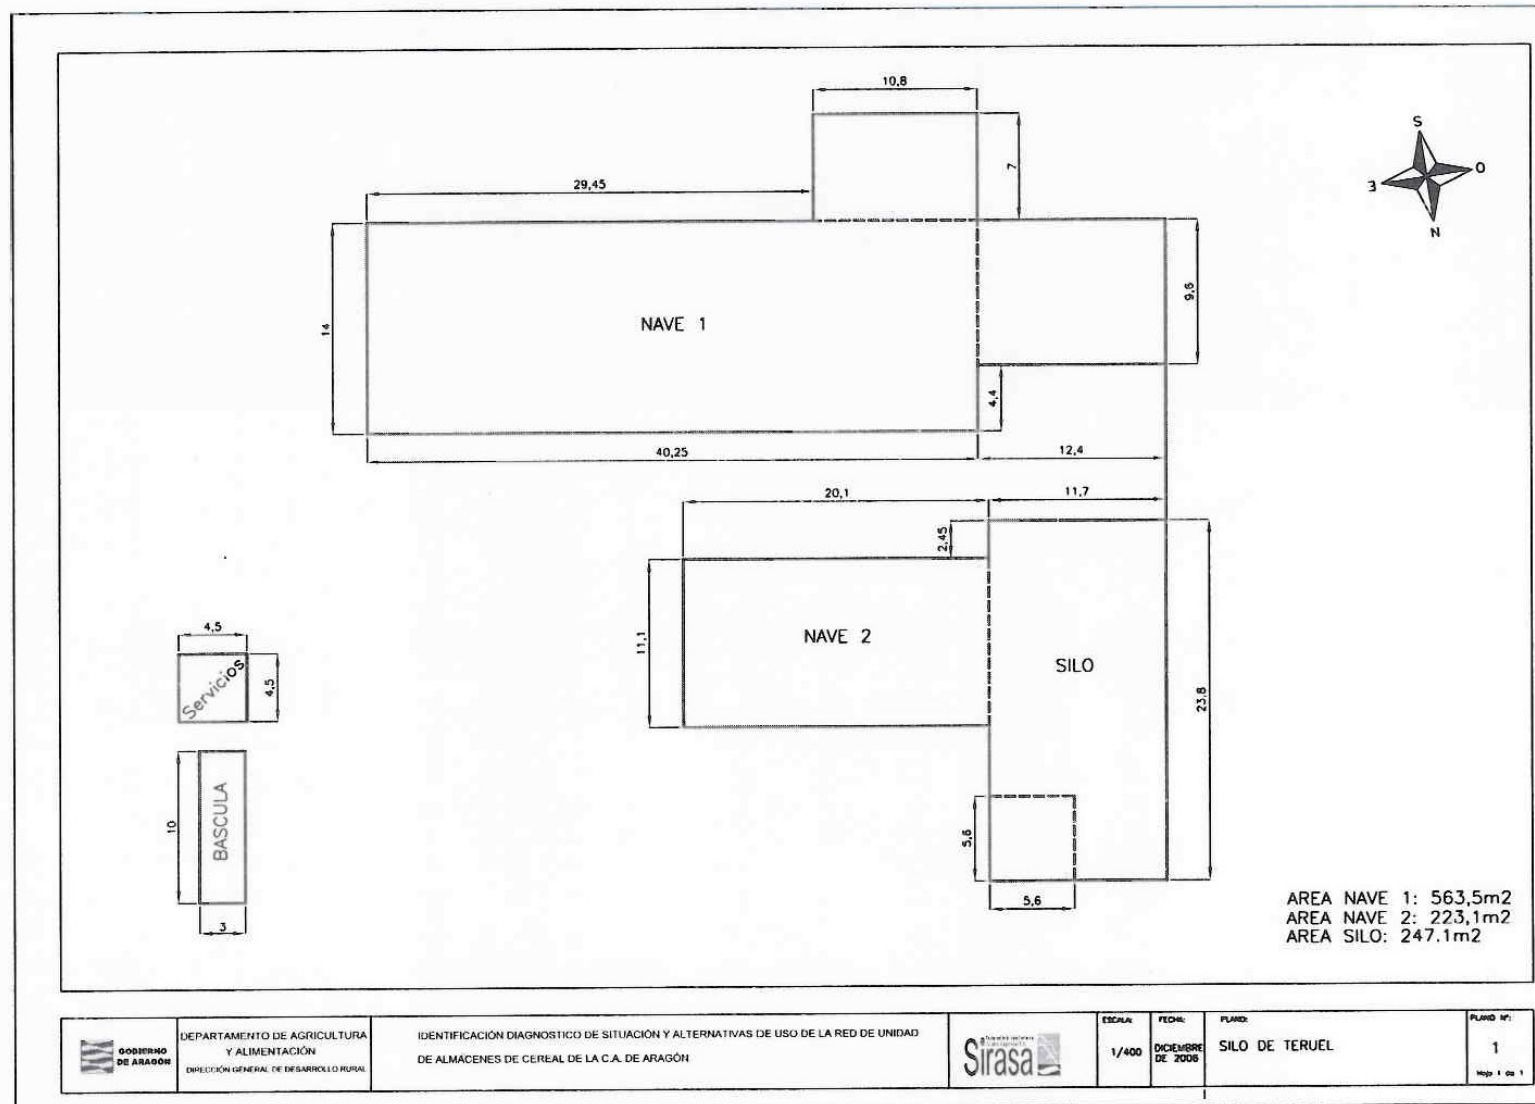 10,8
S
7
E
O
N
29,45
9,6
14
NAVE 1
4,4
40,25
12,4
20,1
11,7
2,45
11,1
NAVE 2
SILO
4,5
Servicios
4,5
23,8
10
BASCULA
5,6
5,6
3
AREA NAVE 1: 563,5m2
AREA NAVE 2: 223,1m2
AREA SILO: 247.1m2
GOBIERNO
DE ARAGON
DEPARTAMENTO DE AGRICULTURA
Y ALIMENTACIÓN
DIRECCIÓN GENERAL DE DESARROLLO RURAL
IDENTIFICACIÓN DIAGNOSTICO DE SITUACIÓN Y ALTERNATIVAS DE USO DE LA RED DE UNIDAD
DE ALMACENES DE CEREAL DE LA C.A. DE ARAGÓN
Sirasa
ESCALA:
1/400
FECHA:
DICIEMBRE
DE 2006
PLANO:
SILO DE TERUEL
PLANO Nº:
1
Hoja 1 de 1